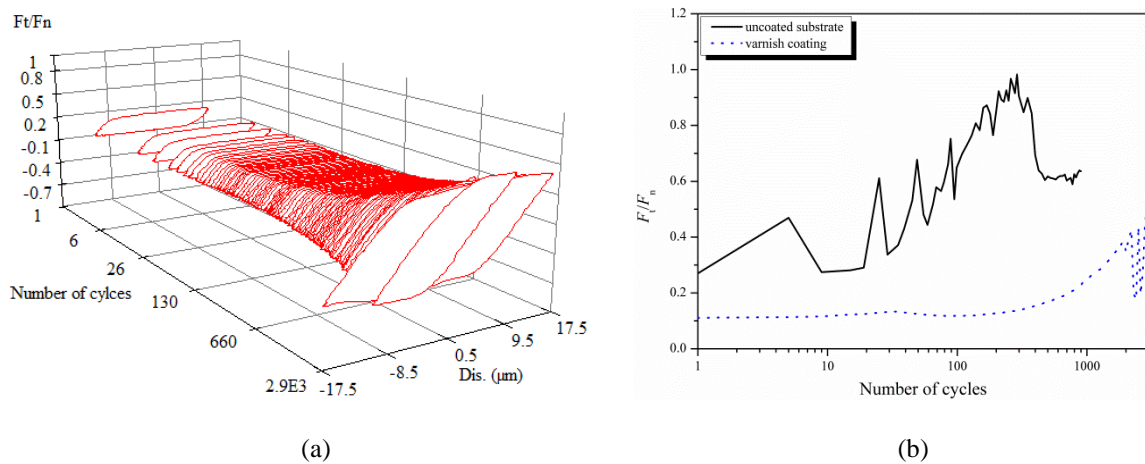 Ft/Fn
1
0.8
0.5
0.2
-0.1
-0.4
-0.7
1
6
26
130
660
2.9E3
Number of cylces
-17.5
-8.5
0.5
9.5
17.5
Dis. (μm)
(a)
uncoated substrate
varnish coating
1.2
1.0
0.8
0.6
0.4
0.2
0.0
Ft/Fn
1
10
100
1000
Number of cycles
(b)